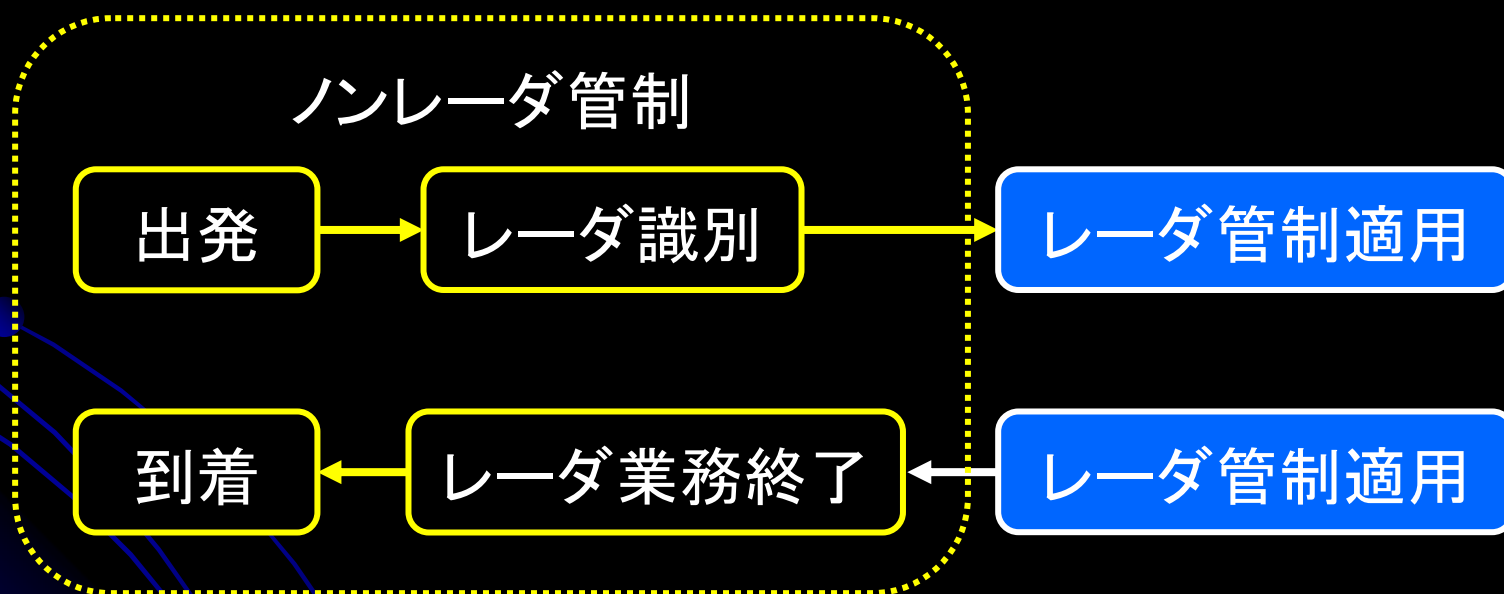 ノンレーダ管制
出発
レーダ識別
レーダ管制適用
到着
レーダ業務終了
レーダ管制適用